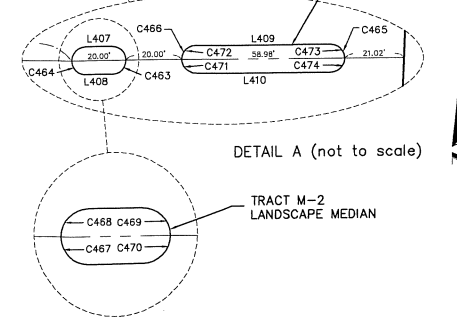 C466
L409
C465
L407
20.00' 20.00' C472 58.98' C473 21.02'
C464 C463 C471 C474
L408 L410
DETAIL A (not to scale)
TRACT M-2
LANDSCAPE MEDIAN
C468 C469
C467 C470